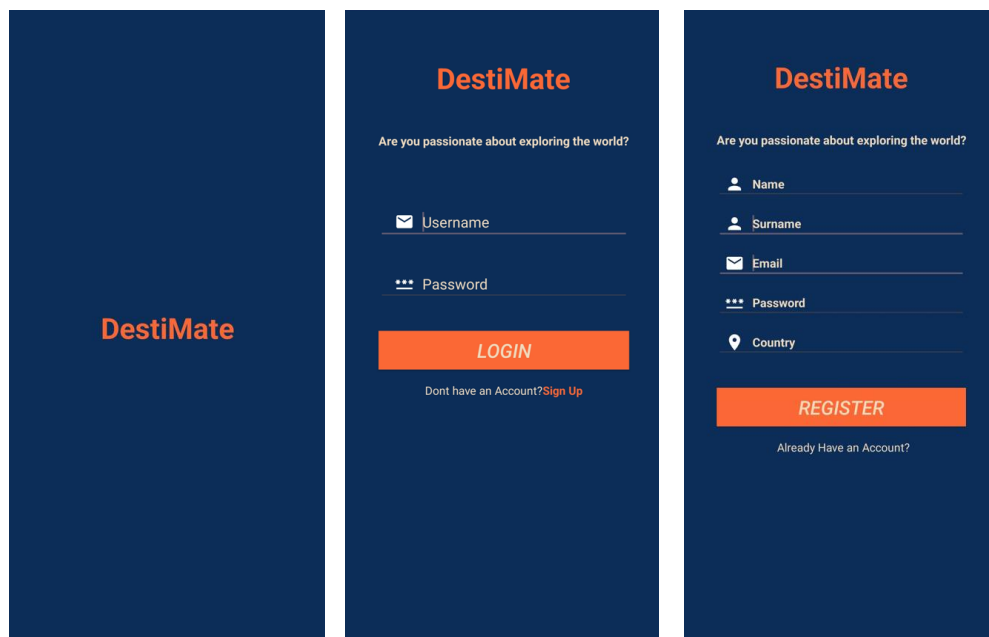 DestiMate
DestiMate
Are you passionate about exploring the world?
Username
Password
LOGIN
Dont have an Account?Sign Up
DestiMate
Are you passionate about exploring the world?
Name
Surname
Email
Password
Country
REGISTER
Already Have an Account?